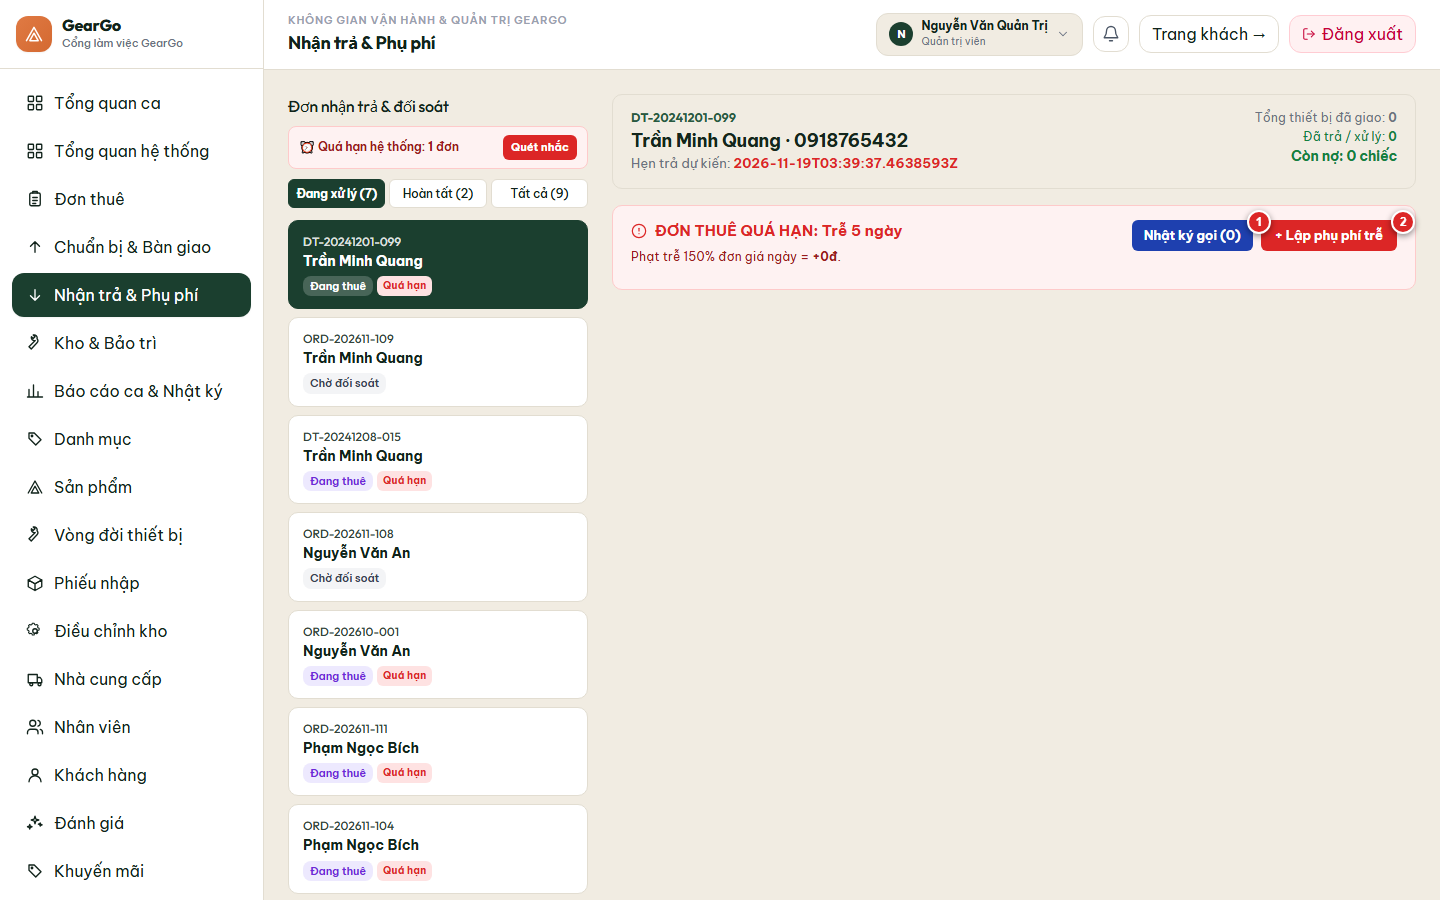 GearGo
Cổng làm việc GearGo
Tổng quan ca
Tổng quan hệ thống
Đơn thuê
Chuẩn bị & Bàn giao
Nhận trả & Phụ phí
Kho & Bảo trì
Báo cáo ca & Nhật ký
Danh mục
Sản phẩm
Vòng đời thiết bị
Phiếu nhập
Điều chỉnh kho
Nhà cung cấp
Nhân viên
Khách hàng
Đánh giá
Khuyến mãi
KHÔNG GIAN VẬN HÀNH & QUẢN TRỊ GEARGO
Nhận trả & Phụ phí
N
Nguyễn Văn Quản Trị
Quản trị viên
Trang khách →
Đăng xuất
Đơn nhận trả & đối soát
Quá hạn hệ thống: 1 đơn
Quét nhắc
Đang xử lý (7)
Hoàn tất (2)
Tất cả (9)
DT-20241201-099
Trần Minh Quang
Đang thuê
Quá hạn
ORD-202611-109
Trần Minh Quang
Chờ đối soát
DT-20241208-015
Trần Minh Quang
Đang thuê
Quá hạn
ORD-202611-108
Nguyễn Văn An
Chờ đối soát
ORD-202610-001
Nguyễn Văn An
Đang thuê
Quá hạn
ORD-202611-111
Phạm Ngọc Bích
Đang thuê
Quá hạn
ORD-202611-104
Phạm Ngọc Bích
Đang thuê
Quá hạn
DT-20241201-099
Trần Minh Quang · 0918765432
Hẹn trả dự kiến: 2026-11-19T03:39:37.4638593Z
Tổng thiết bị đã giao: 0
Đã trả / xử lý: 0
Còn nợ: 0 chiếc
ĐƠN THUÊ QUÁ HẠN: Trễ 5 ngày
Phạt trễ 150% đơn giá ngày = +0đ.
Nhật ký gọi (0)
1
+ Lập phụ phí trễ
2